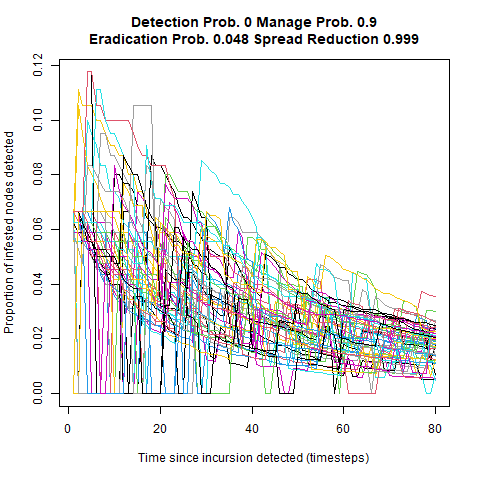 Detection Prob. 0 Manage Prob. 0.9
Eradication Prob. 0.048 Spread Reduction 0.999
Proportion of infested nodes detected
0.12
0.10
0.08
0.06
0.04
0.02
0.00
0 20 40 60 80
Time since incursion detected (timesteps)